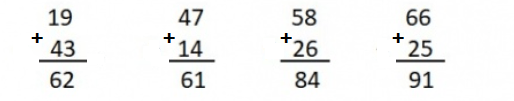 19 47 58 66
+ + + +
43 14 26 25
62 61 84 91